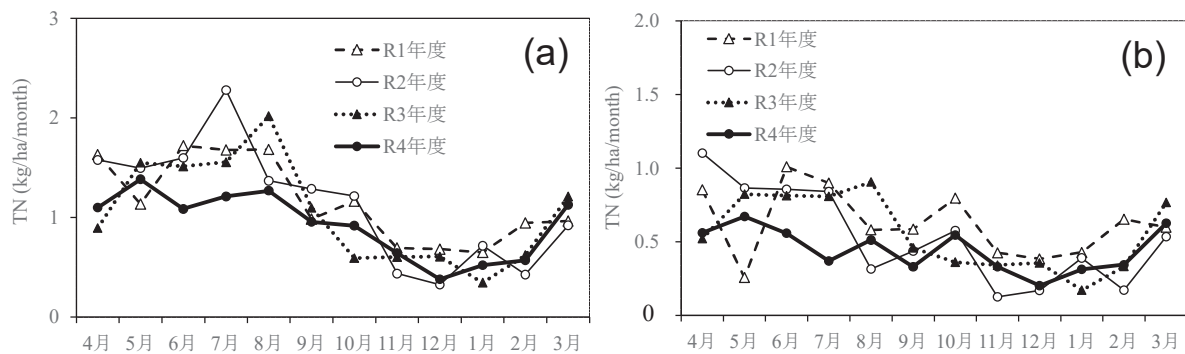 3
2
1
0
TN (kg/ha/month)
R1年度
R2年度
R3年度
R4年度
(a)
4月 5月 6月 7月 8月 9月 10月 11月 12月 1月 2月 3月
2.0
1.5
1.0
0.5
0
TN (kg/ha/month)
R1年度
R2年度
R3年度
R4年度
(b)
4月 5月 6月 7月 8月 9月 10月 11月 12月 1月 2月 3月